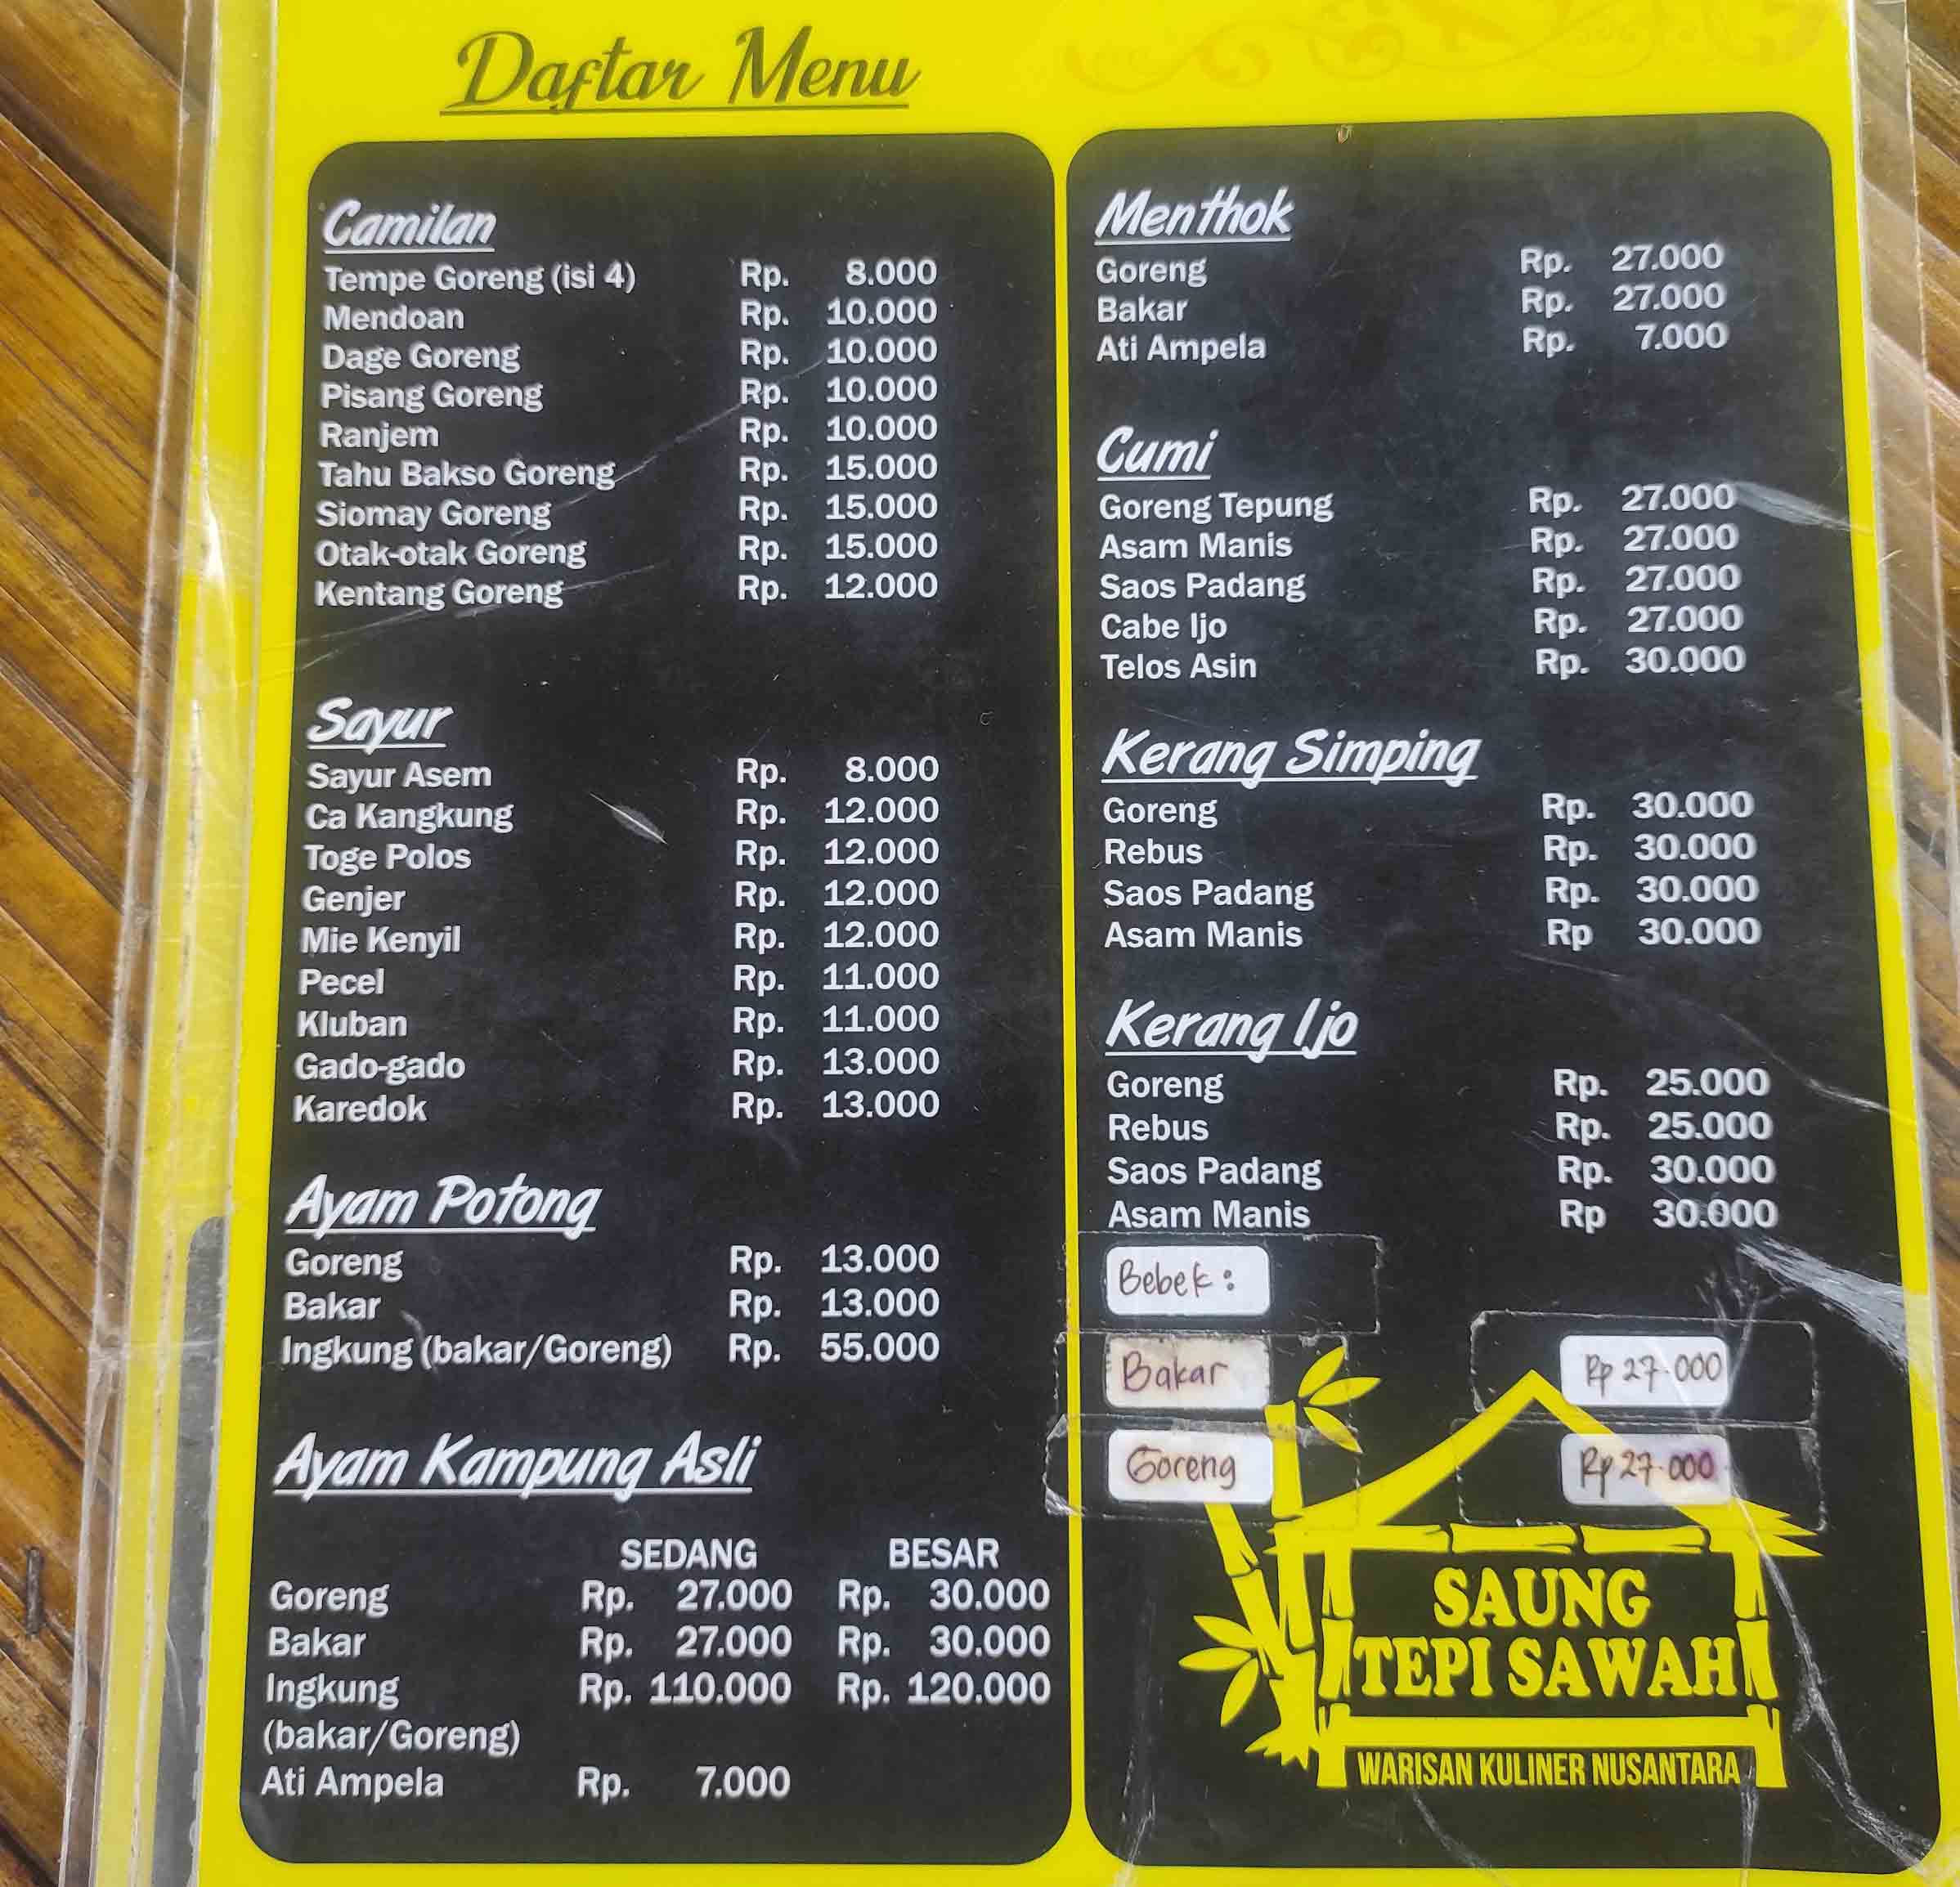 Daftar Menu
Camilan
Tempe Goreng (isi 4) Rp. 8.000
Mendoan Rp. 10.000
Dage Goreng Rp. 10.000
Pisang Goreng Rp. 10.000
Ranjem Rp. 10.000
Tahu Bakso Goreng Rp. 15.000
Siomay Goreng Rp. 15.000
Otak-otak Goreng Rp. 15.000
Kentang Goreng Rp. 12.000
Sayur
Sayur Asem Rp. 8.000
Ca Kangkung Rp. 12.000
Toge Polos Rp. 12.000
Genjer Rp. 12.000
Mie Kenyil Rp. 12.000
Pecel Rp. 11.000
Kluban Rp. 11.000
Gado-gado Rp. 13.000
Karedok Rp. 13.000
Ayam Potong
Goreng Rp. 13.000
Bakar Rp. 13.000
Ingkung (bakar/Goreng) Rp. 55.000
Ayam Kampung Asli
SEDANG BESAR
Goreng Rp. 27.000 Rp. 30.000
Bakar Rp. 27.000 Rp. 30.000
Ingkung Rp. 110.000 Rp. 120.000
(bakar/Goreng)
Ati Ampela Rp. 7.000
Menthok
Goreng Rp. 27.000
Bakar Rp. 27.000
Ati Ampela Rp. 7.000
Cumi
Goreng Tepung Rp. 27.000
Asam Manis Rp. 27.000
Saos Padang Rp. 27.000
Cabe Ijo Rp. 27.000
Telos Asin Rp. 30.000
Kerang Simping
Goreng Rp. 30.000
Rebus Rp. 30.000
Saos Padang Rp. 30.000
Asam Manis Rp 30.000
Kerang Ijo
Goreng Rp. 25.000
Rebus Rp. 25.000
Saos Padang Rp. 30.000
Asam Manis Rp 30.000
Bebek :
Bakar Rp 27.000
Goreng Rp 27.000
SAUNG
TEPI SAWAH
WARISAN KULINER NUSANTARA